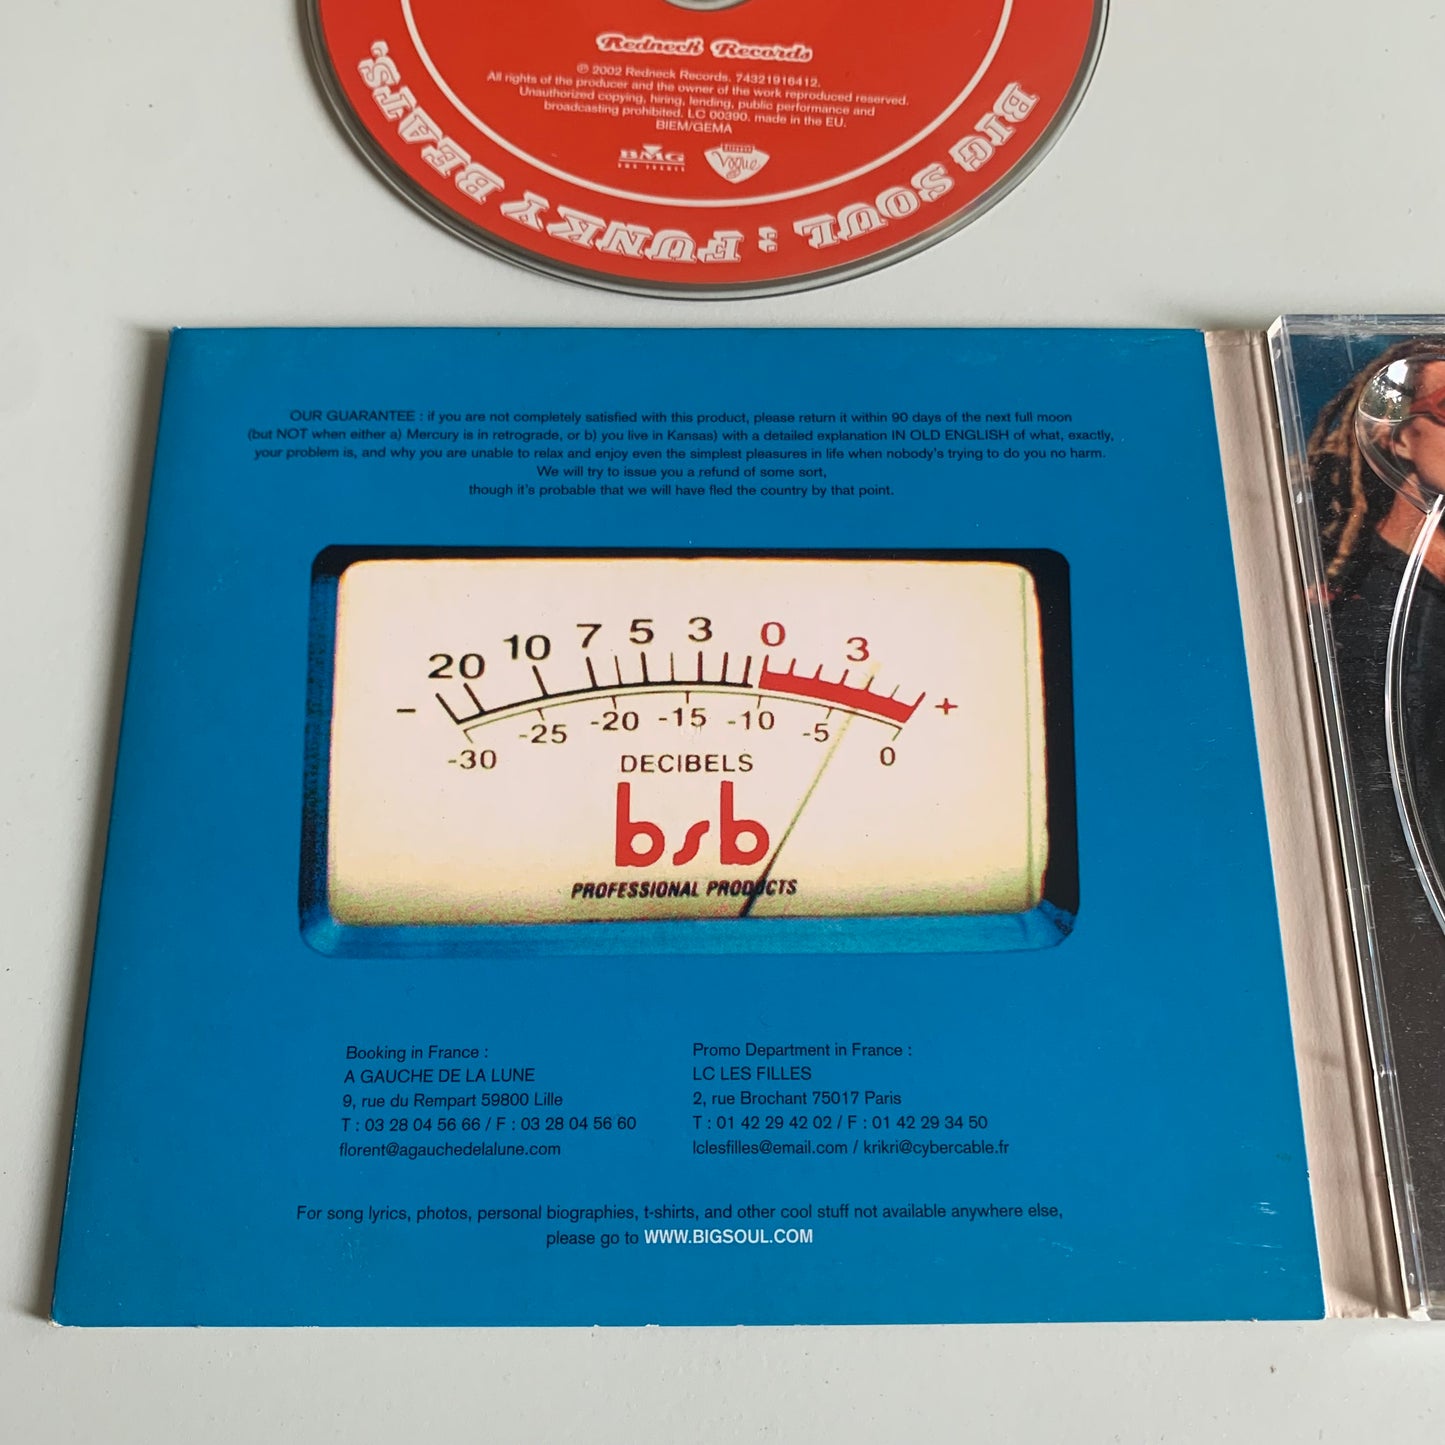 Redneck Records
℗ 2002 Redneck Records. 74321916412.
All rights of the producer and the owner of the work reproduced reserved.
Unauthorized copying, hiring, lending, public performance and
broadcasting prohibited. LC 00390. made in the EU.
BIEM/GEMA
BMG
BMG FRANCE
Vogue
BIG SOUL : FUNKY BEATS.
OUR GUARANTEE : if you are not completely satisfied with this product, please return it within 90 days of the next full moon
(but NOT when either a) Mercury is in retrograde, or b) you live in Kansas) with a detailed explanation IN OLD ENGLISH of what, exactly,
your problem is, and why you are unable to relax and enjoy even the simplest pleasures in life when nobody's trying to do you no harm.
We will try to issue you a refund of some sort,
though it's probable that we will have fled the country by that point.
20 10 7 5 3 0 3
- +
-30 -25 -20 -15 -10 -5 0
DECIBELS
bsb
PROFESSIONAL PRODUCTS
Booking in France :
A GAUCHE DE LA LUNE
9, rue du Rempart 59800 Lille
T : 03 28 04 56 66 / F : 03 28 04 56 60
florent@agauchedelalune.com
Promo Department in France :
LC LES FILLES
2, rue Brochant 75017 Paris
T : 01 42 29 42 02 / F : 01 42 29 34 50
lclesfilles@email.com / krikri@cybercable.fr
For song lyrics, photos, personal biographies, t-shirts, and other cool stuff not available anywhere else,
please go to WWW.BIGSOUL.COM